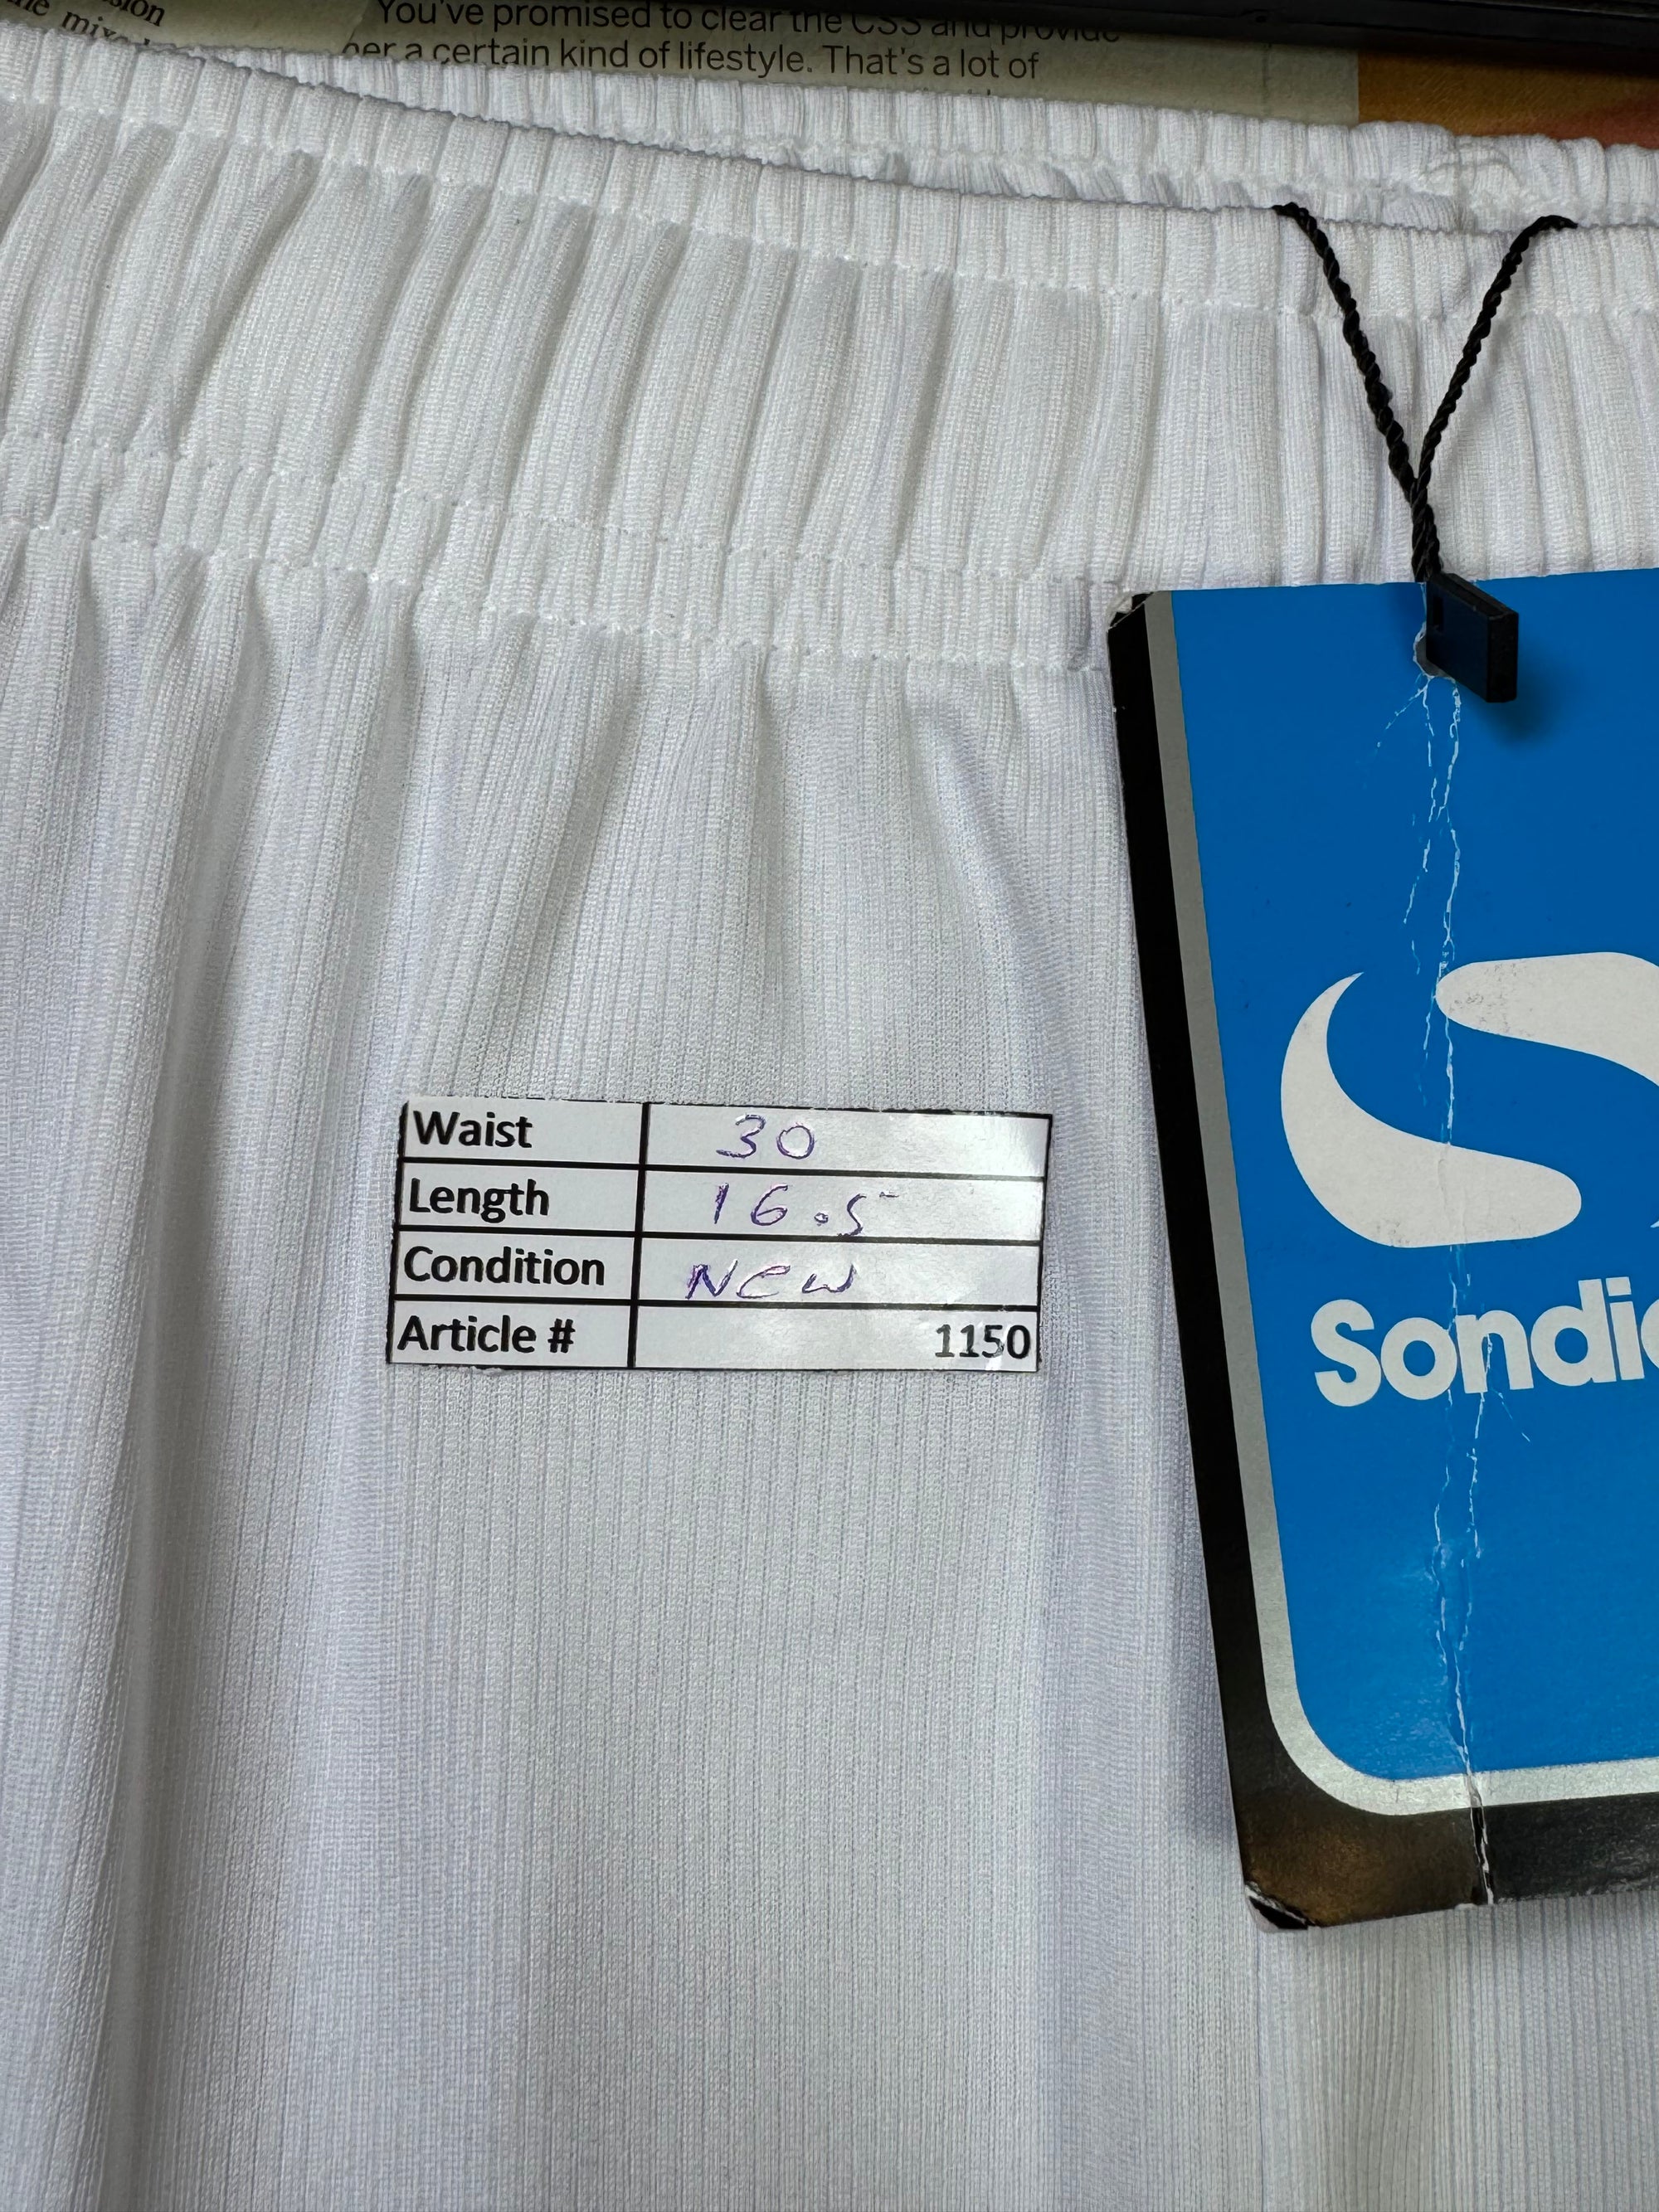 You've promised to clear the CSS and provide
her a certain kind of lifestyle. That's a lot of
Waist 30
Length 16.5
Condition New
Article # 1150
Sondic